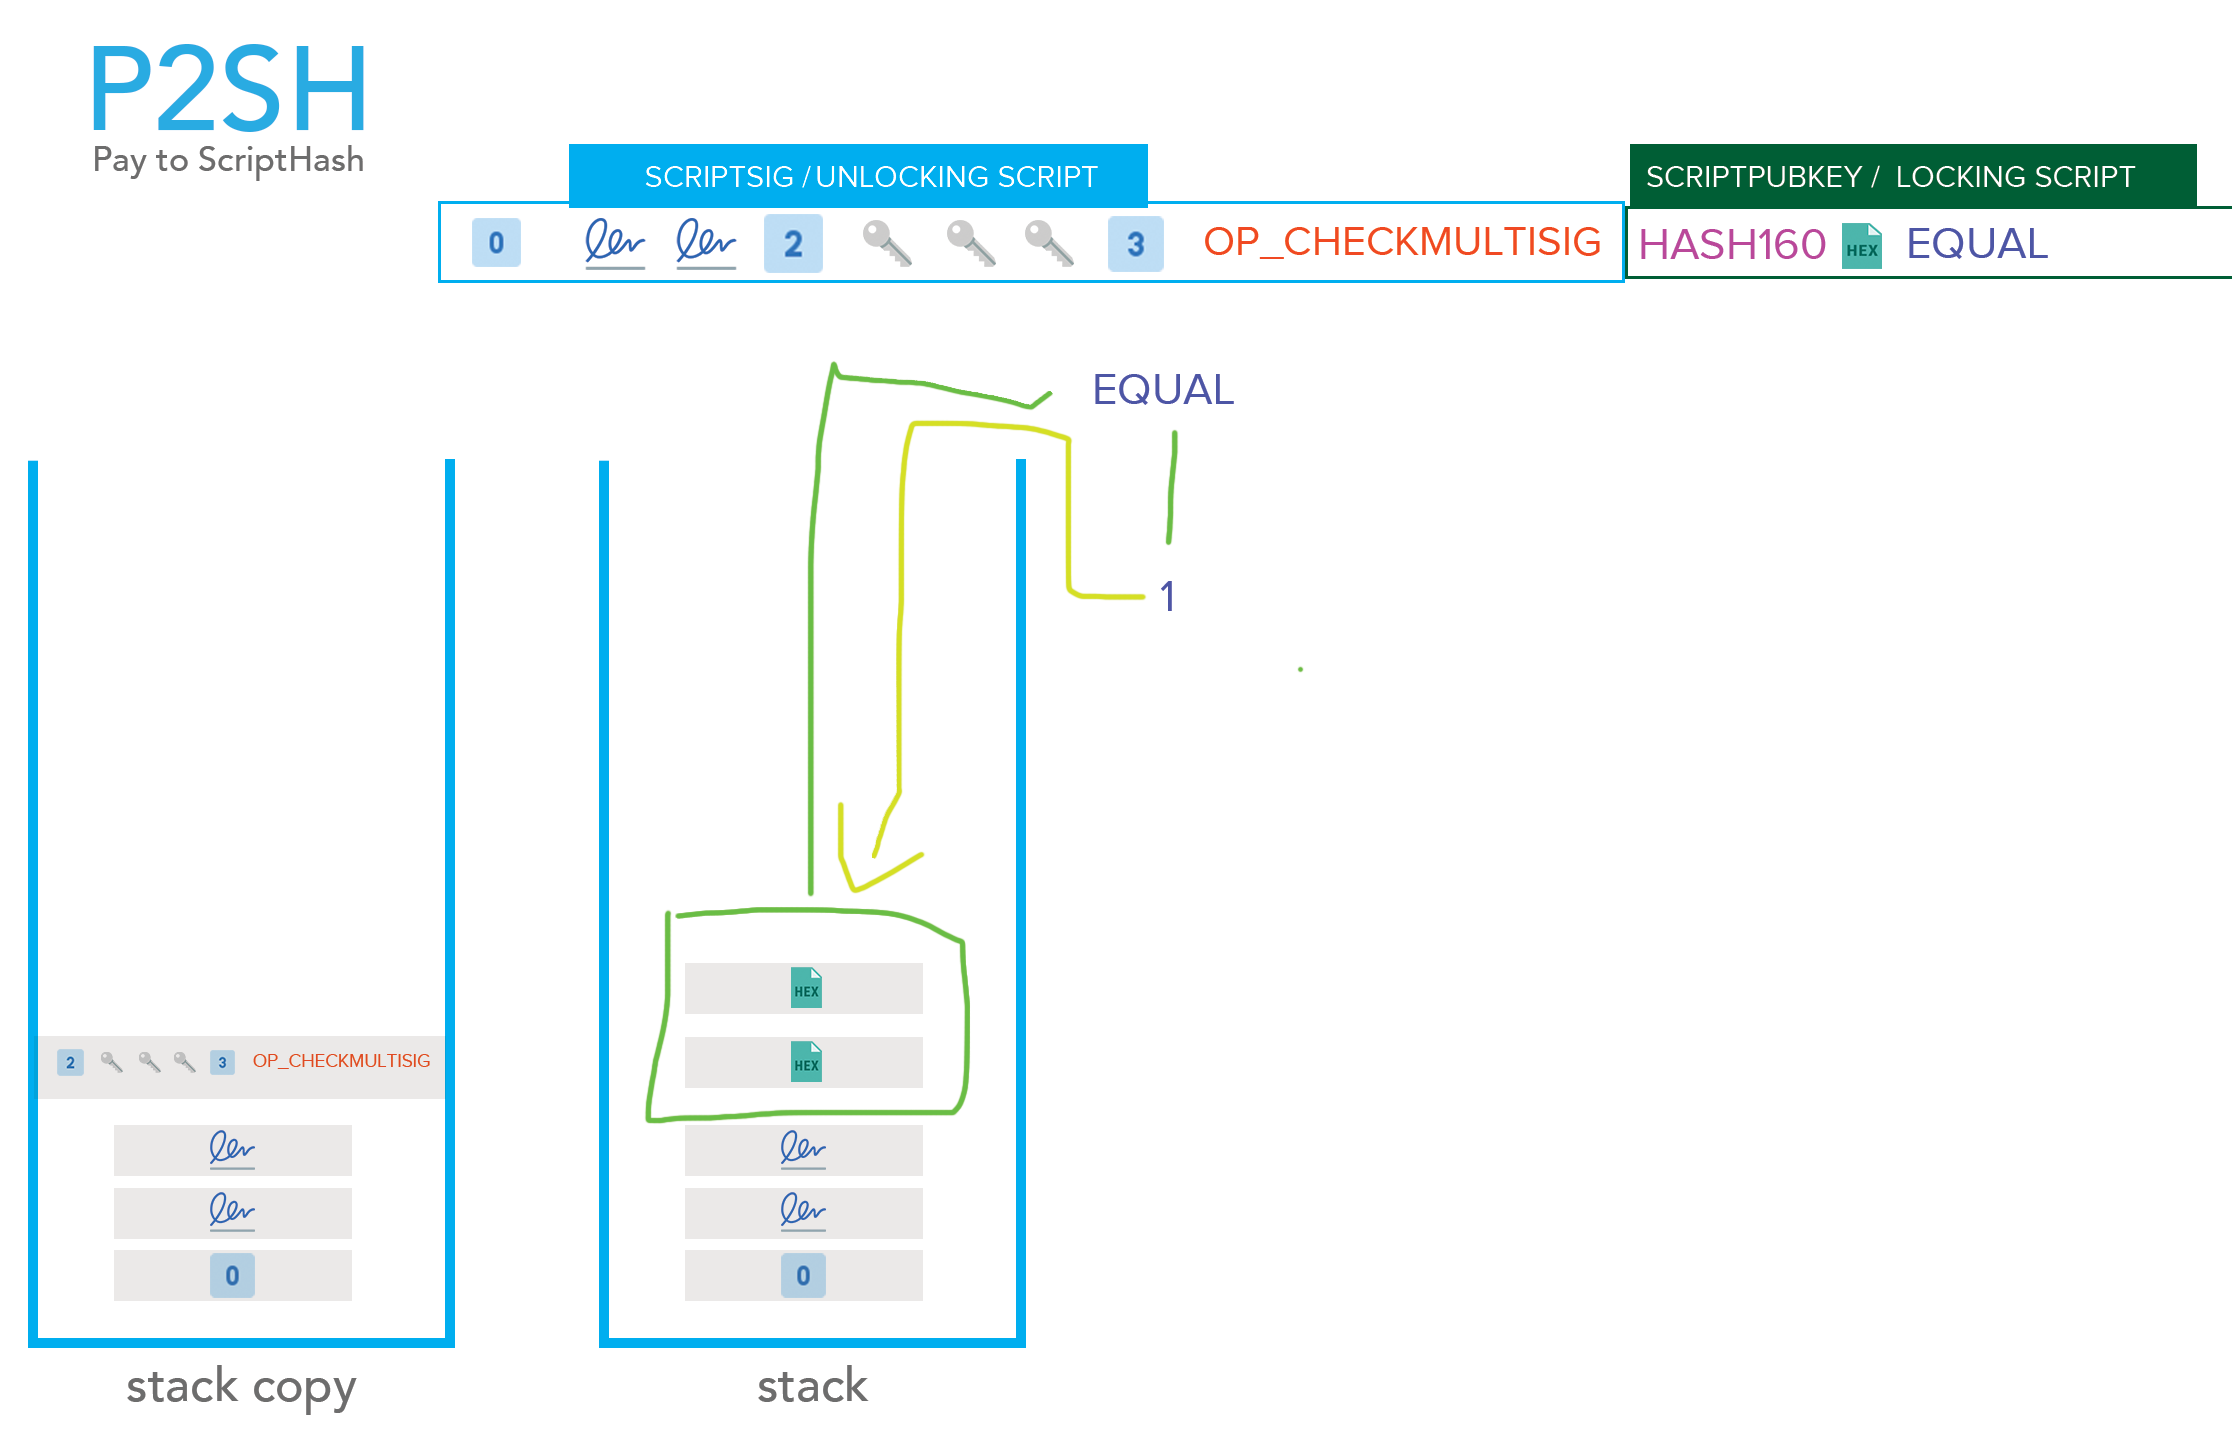 P2SH
Pay to ScriptHash
SCRIPTSIG / UNLOCKING SCRIPT
SCRIPTPUBKEY / LOCKING SCRIPT
0 2 3 OP_CHECKMULTISIG HASH160 HEX EQUAL
EQUAL
1
HEX
HEX
2 3 OP_CHECKMULTISIG
0
0
stack copy
stack